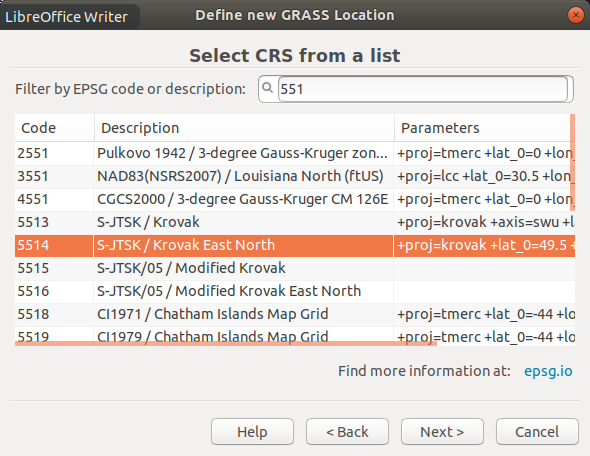 LibreOffice Writer Define new GRASS Location
Select CRS from a list
Filter by EPSG code or description: 551
Code Description Parameters
2551 Pulkovo 1942 / 3-degree Gauss-Kruger zon... +proj=tmerc +lat_0=0 +lon_
3551 NAD83(NSRS2007) / Louisiana North (ftUS) +proj=lcc +lat_0=30.5 +lon_
4551 CGCS2000 / 3-degree Gauss-Kruger CM 126E +proj=tmerc +lat_0=0 +lon_
5513 S-JTSK / Krovak +proj=krovak +axis=swu +la
5514 S-JTSK / Krovak East North +proj=krovak +lat_0=49.5 +
5515 S-JTSK/05 / Modified Krovak
5516 S-JTSK/05 / Modified Krovak East North
5518 CI1971 / Chatham Islands Map Grid +proj=tmerc +lat_0=-44 +lo
5519 CI1979 / Chatham Islands Map Grid +proj=tmerc +lat_0=-44 +lo
Find more information at: epsg.io
Help < Back Next > Cancel